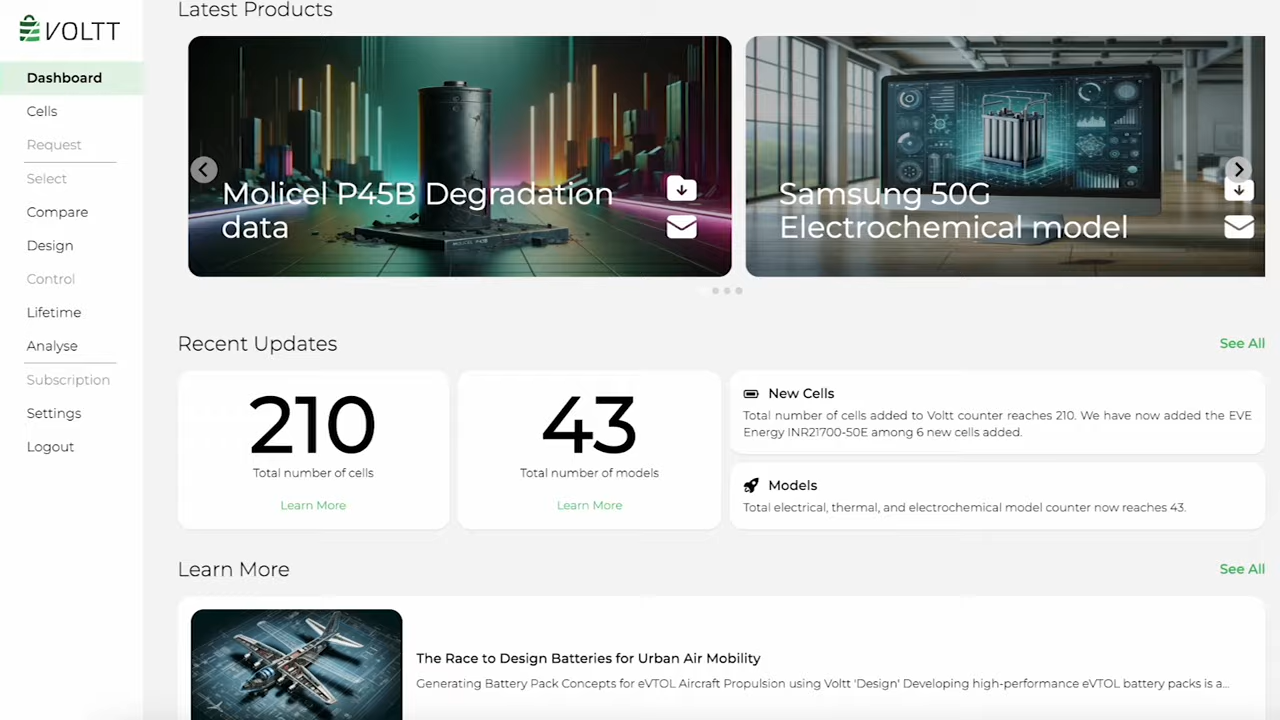 VOLTT
Dashboard
Cells
Request
Select
Compare
Design
Control
Lifetime
Analyse
Subscription
Settings
Logout
Latest Products
Molicel P45B Degradation
data
MOLICEL P45B
Samsung 50G
Electrochemical model
Recent Updates
See All
210
Total number of cells
Learn More
43
Total number of models
Learn More
New Cells
Total number of cells added to Voltt counter reaches 210. We have now added the EVE
Energy INR21700-50E among 6 new cells added.
Models
Total electrical, thermal, and electrochemical model counter now reaches 43.
Learn More
See All
The Race to Design Batteries for Urban Air Mobility
Generating Battery Pack Concepts for eVTOL Aircraft Propulsion using Voltt 'Design' Developing high-performance eVTOL battery packs is a...